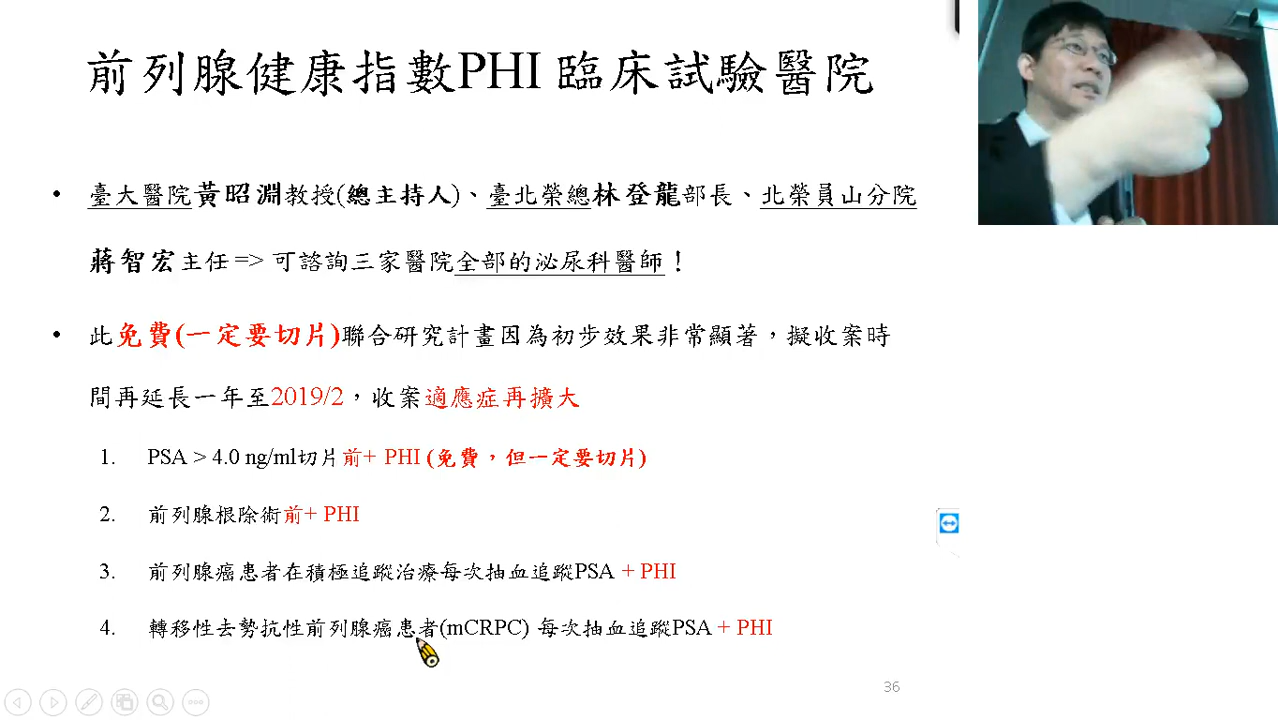 前列腺健康指數PHI 臨床試驗醫院
• 臺大醫院黃昭淵教授(總主持人)、臺北榮總林登龍部長、北榮員山分院
蔣智宏主任 => 可諮詢三家醫院全部的泌尿科醫師！
• 此免費(一定要切片)聯合研究計畫因為初步效果非常顯著，擬收案時
間再延長一年至2019/2，收案適應症再擴大
1. PSA > 4.0 ng/ml切片前+ PHI (免費，但一定要切片)
2. 前列腺根除術前+ PHI
3. 前列腺癌患者在積極追蹤治療每次抽血追蹤PSA + PHI
4. 轉移性去勢抗性前列腺癌患者(mCRPC) 每次抽血追蹤PSA + PHI
36